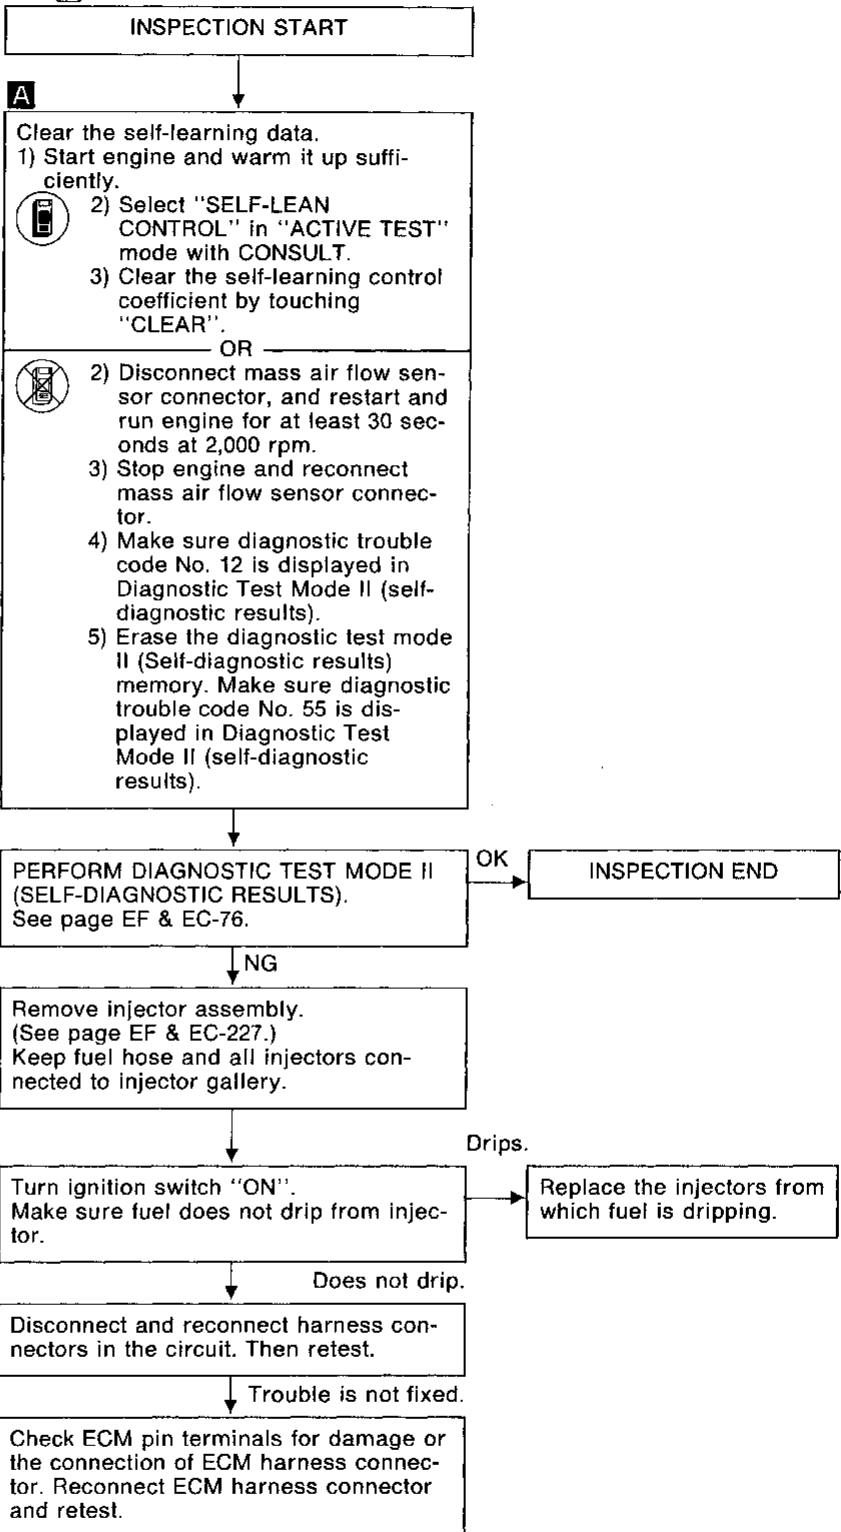 INSPECTION START
A
Clear the self-learning data.
1) Start engine and warm it up suffi-
ciently.
2) Select "SELF-LEAN
CONTROL" in "ACTIVE TEST"
mode with CONSULT.
3) Clear the self-learning control
coefficient by touching
"CLEAR".
OR
2) Disconnect mass air flow sen-
sor connector, and restart and
run engine for at least 30 sec-
onds at 2,000 rpm.
3) Stop engine and reconnect
mass air flow sensor connec-
tor.
4) Make sure diagnostic trouble
code No. 12 is displayed in
Diagnostic Test Mode II (self-
diagnostic results).
5) Erase the diagnostic test mode
II (Self-diagnostic results)
memory. Make sure diagnostic
trouble code No. 55 is dis-
played in Diagnostic Test
Mode II (self-diagnostic
results).
PERFORM DIAGNOSTIC TEST MODE II
(SELF-DIAGNOSTIC RESULTS).
See page EF & EC-76.
OK
INSPECTION END
NG
Remove injector assembly.
(See page EF & EC-227.)
Keep fuel hose and all injectors con-
nected to injector gallery.
Turn ignition switch "ON".
Make sure fuel does not drip from injec-
tor.
Drips.
Replace the injectors from
which fuel is dripping.
Does not drip.
Disconnect and reconnect harness con-
nectors in the circuit. Then retest.
Trouble is not fixed.
Check ECM pin terminals for damage or
the connection of ECM harness connec-
tor. Reconnect ECM harness connector
and retest.